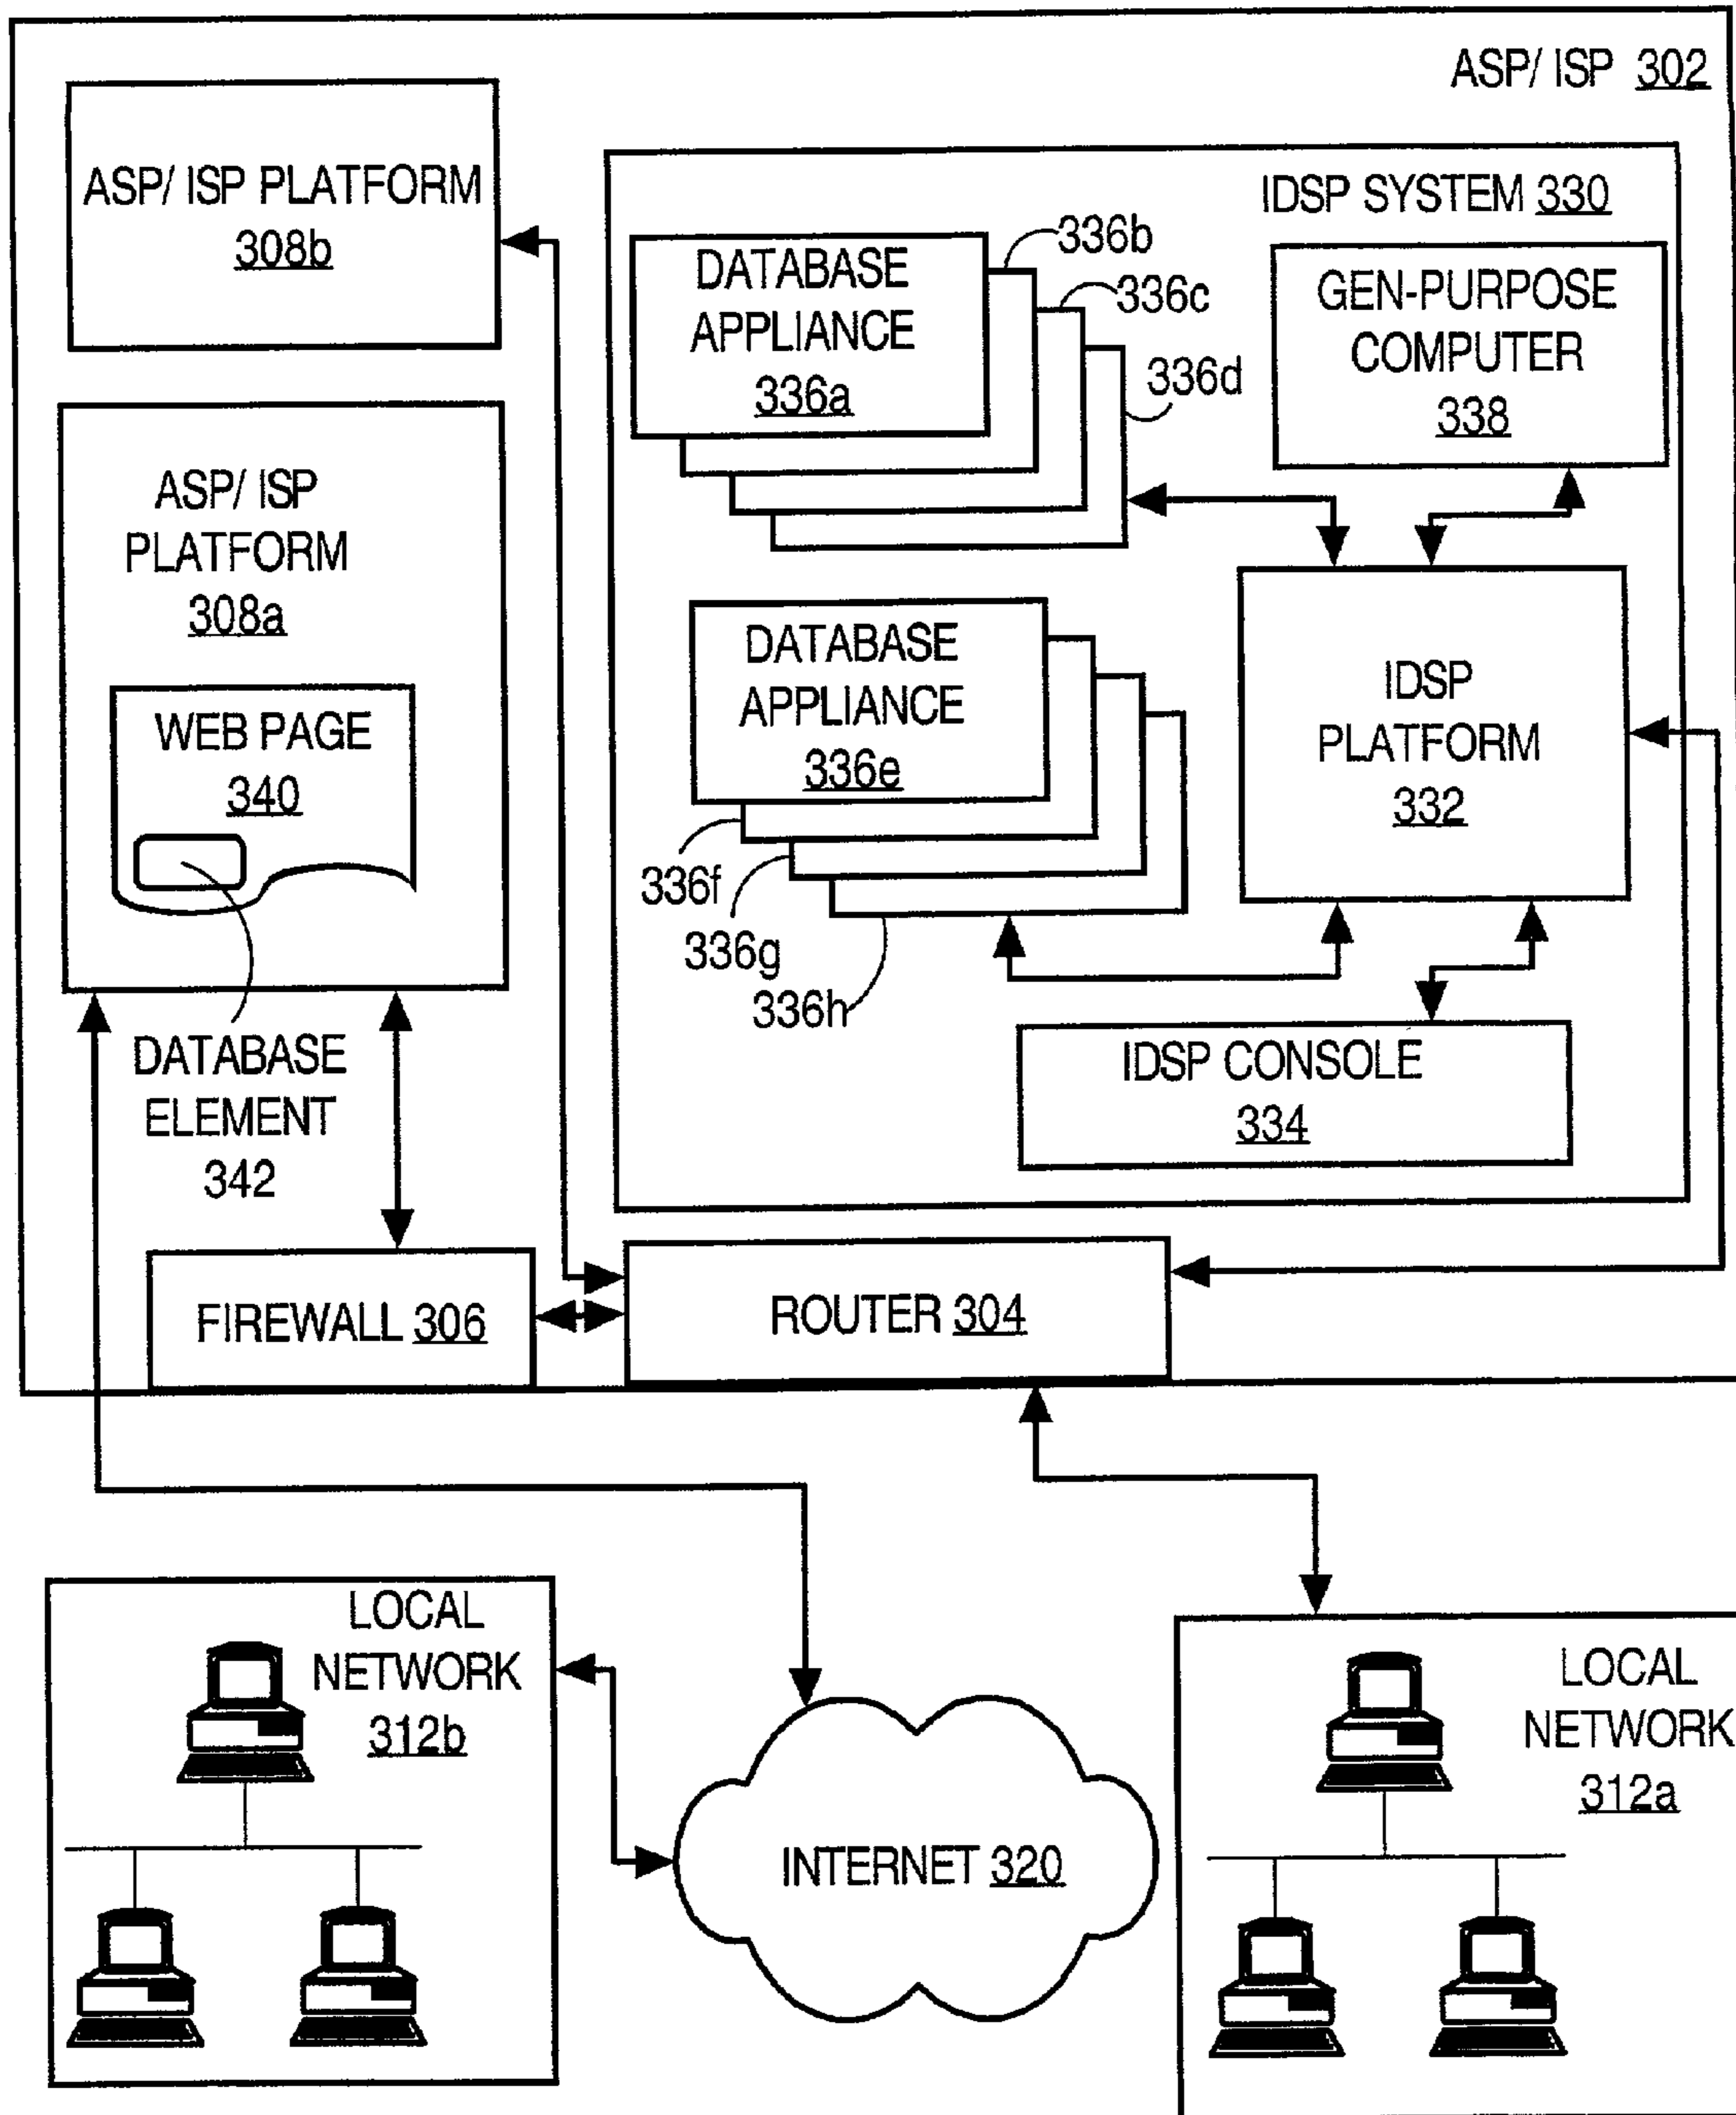 ASP/ ISP 302
ASP/ ISP PLATFORM
308b
IDSP SYSTEM 330
DATABASE
APPLIANCE
336a
336b
336c
336d
GEN-PURPOSE
COMPUTER
338
ASP/ ISP
PLATFORM
308a
WEB PAGE
340
DATABASE
APPLIANCE
336e
336f
336g
336h
IDSP
PLATFORM
332
DATABASE
ELEMENT
342
IDSP CONSOLE
334
FIREWALL 306
ROUTER 304
LOCAL
NETWORK
312b
INTERNET 320
LOCAL
NETWORK
312a